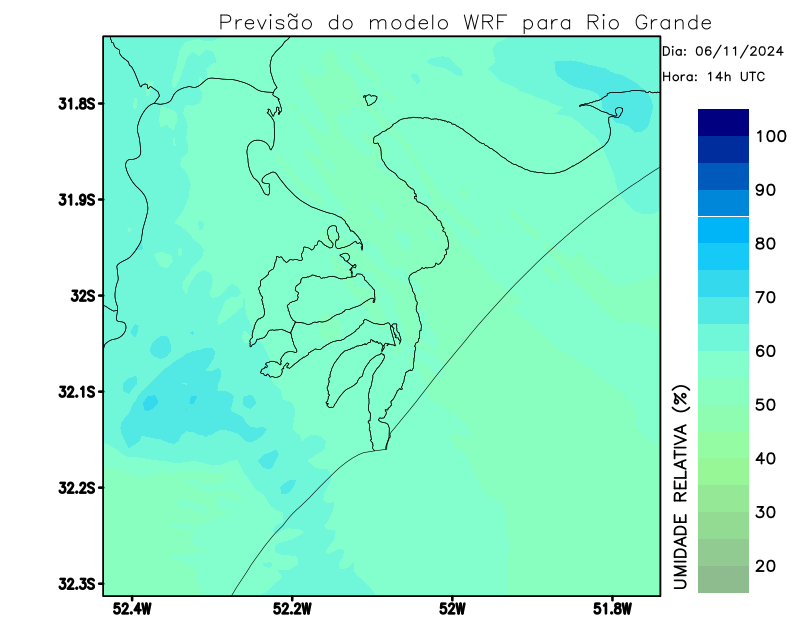 Previsão do modelo WRF para Rio Grande
Dia: 06/11/2024
Hora: 14h UTC
31.8S
31.9S
32S
32.1S
32.2S
32.3S
52.4W
52.2W
52W
51.8W
100
90
80
70
60
50
40
30
20
UMIDADE RELATIVA (%)